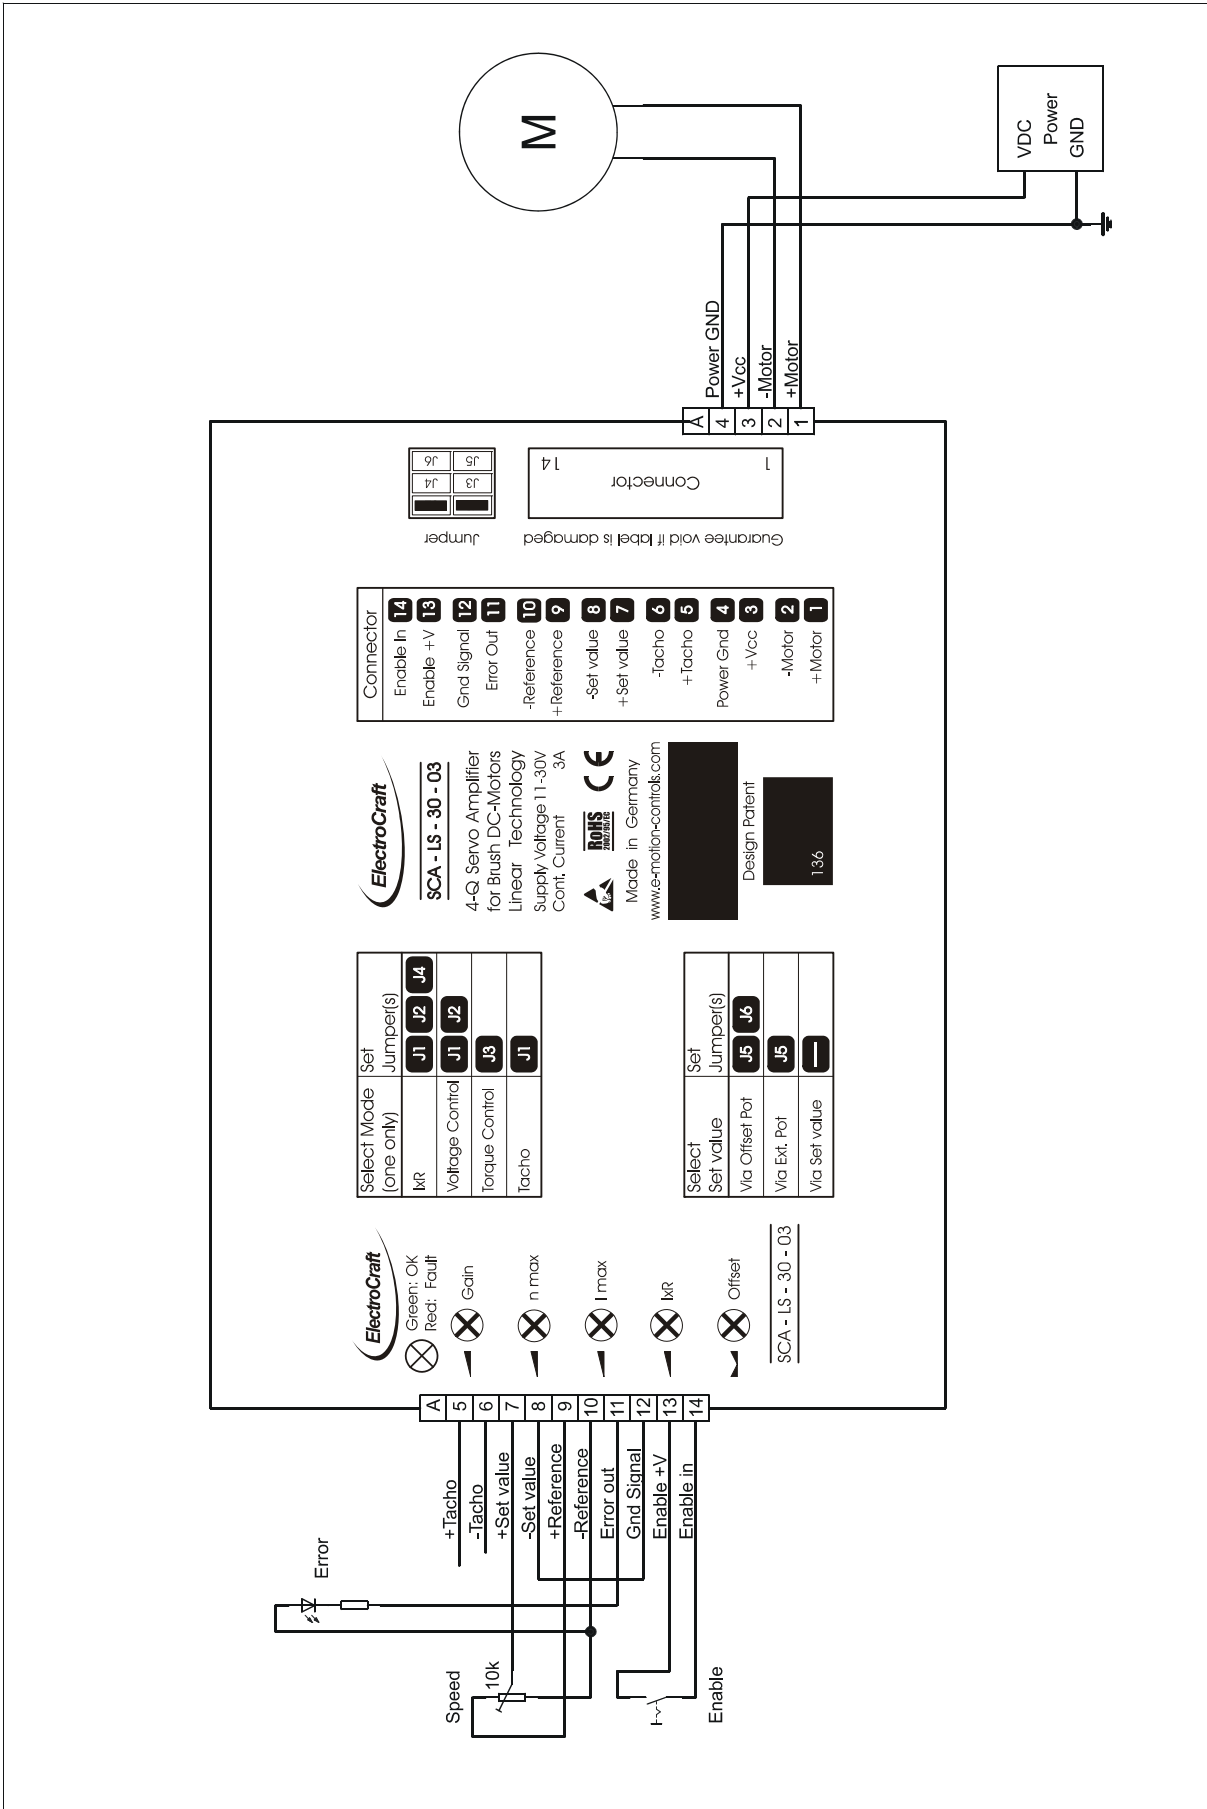 M
VDC
Power
GND
Power GND
+Vcc
-Motor
+Motor
A
4
3
2
1
J6
J5
J4
J3
Jumper
14
1
Connector
Guarantee void if label is damaged
Connector
Enable In 14
Enable +V 13
Gnd Signal 12
Error Out 11
-Reference 10
+Reference 9
-Set value 8
+Set value 7
-Tacho 6
+Tacho 5
Power Gnd 4
+Vcc 3
-Motor 2
+Motor 1
ElectroCraft
SCA - LS - 30 - 03
4-Q Servo Amplifier
for Brush DC-Motors
Linear Technology
Supply Voltage 11-30V
Cont. Current 3A
RoHS
2002/95/EC
CE
Made in Germany
www.e-motion-controls.com
Design Patent
136
Select Mode
(one only)
Set
Jumper(s)
IxR J1 J2 J4
Voltage Control J1 J2
Torque Control J3
Tacho J1
Select
Set value
Set
Jumper(s)
Via Offset Pot J5 J6
Via Ext. Pot J5
Via Set value —
ElectroCraft
Green: OK
Red: Fault
Gain
n max
I max
IxR
Offset
SCA - LS - 30 - 03
A
5
6
7
8
9
10
11
12
13
14
+Tacho
-Tacho
+Set value
-Set value
+Reference
-Reference
Error out
Gnd Signal
Enable +V
Enable in
Error
Speed
10k
Enable